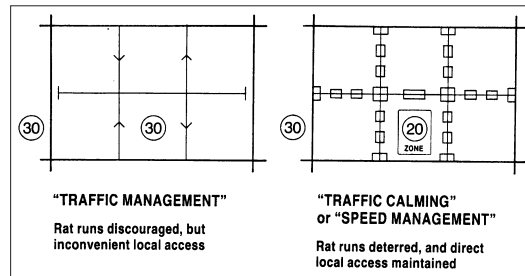 30
30
"TRAFFIC MANAGEMENT"
Rat runs discouraged, but
inconvenient local access
30
20
ZONE
"TRAFFIC CALMING"
or "SPEED MANAGEMENT"
Rat runs deterred, and direct
local access maintained